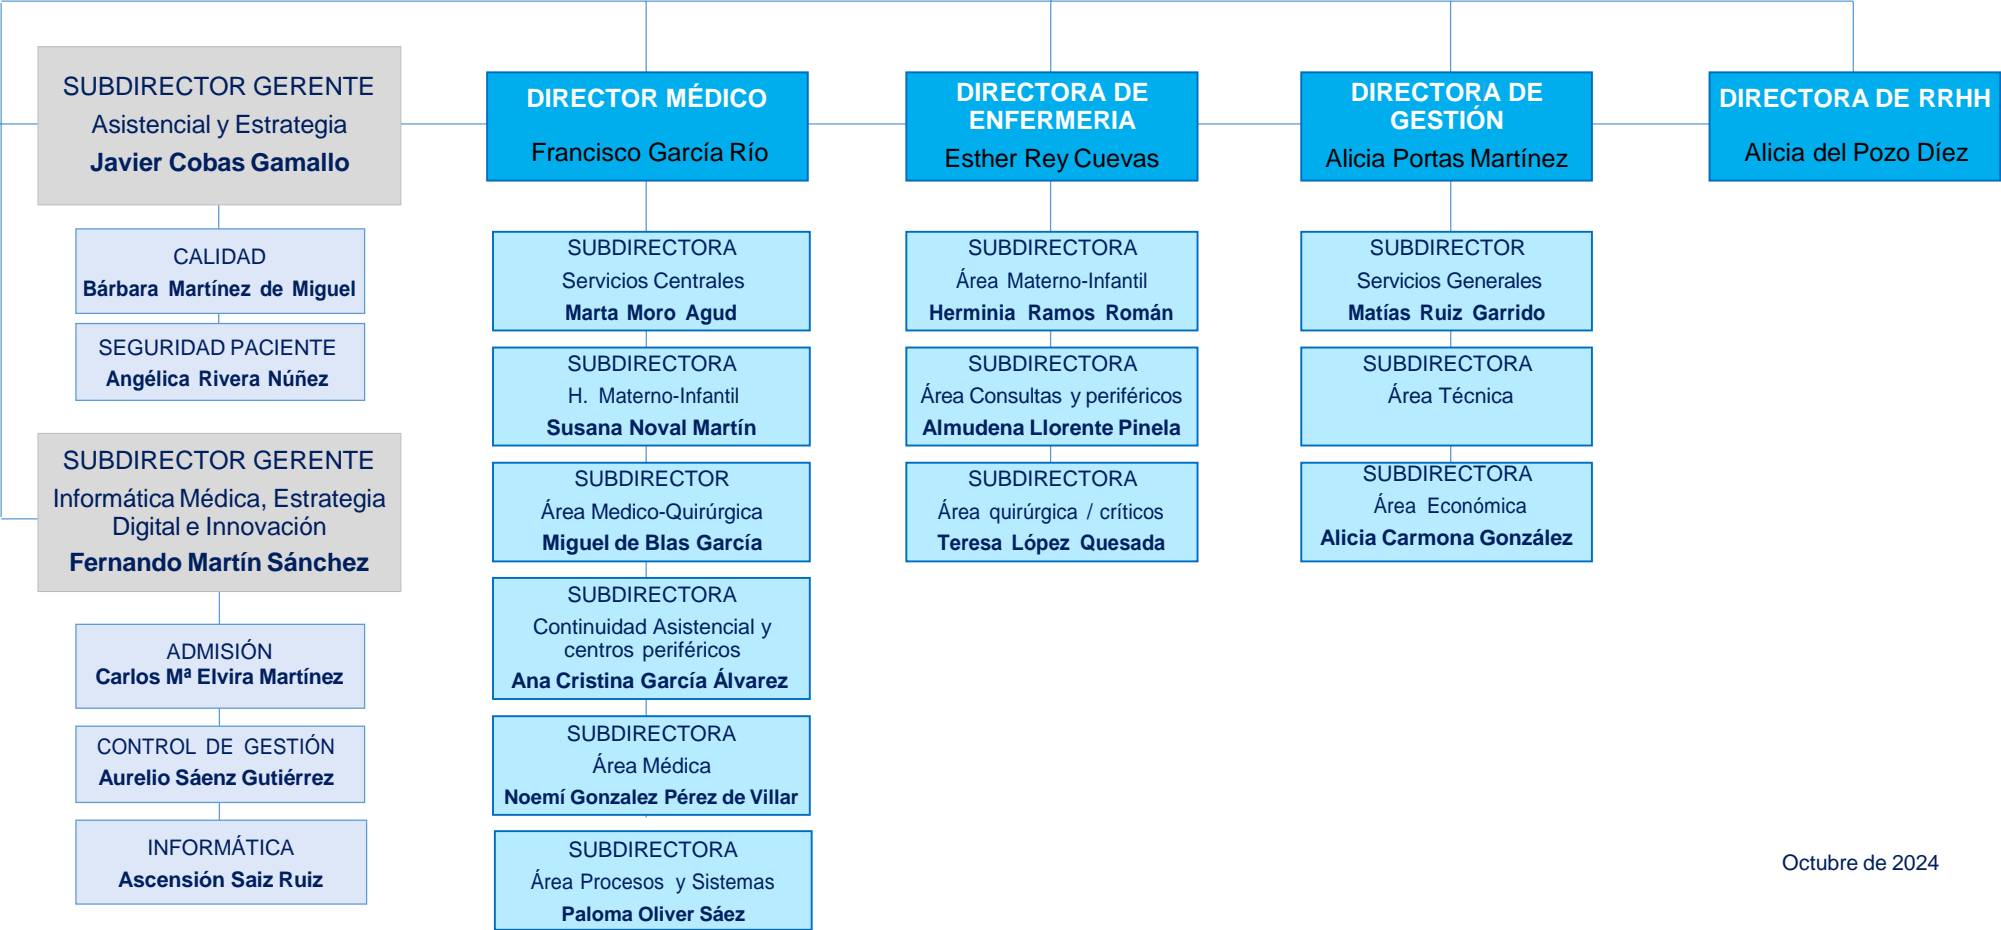 SUBDIRECTOR GERENTE
Asistencial y Estrategia
Javier Cobas Gamallo
CALIDAD
Bárbara Martínez de Miguel
SEGURIDAD PACIENTE
Angélica Rivera Núñez
SUBDIRECTOR GERENTE
Informática Médica, Estrategia
Digital e Innovación
Fernando Martín Sánchez
ADMISIÓN
Carlos Mª Elvira Martínez
CONTROL DE GESTIÓN
Aurelio Sáenz Gutiérrez
INFORMÁTICA
Ascensión Saiz Ruiz
DIRECTOR MÉDICO
Francisco García Río
SUBDIRECTORA
Servicios Centrales
Marta Moro Agud
SUBDIRECTORA
H. Materno-Infantil
Susana Noval Martín
SUBDIRECTOR
Área Medico-Quirúrgica
Miguel de Blas García
SUBDIRECTORA
Continuidad Asistencial y
centros periféricos
Ana Cristina García Álvarez
SUBDIRECTORA
Área Médica
Noemí Gonzalez Pérez de Villar
SUBDIRECTORA
Área Procesos y Sistemas
Paloma Oliver Sáez
DIRECTORA DE
ENFERMERIA
Esther Rey Cuevas
SUBDIRECTORA
Área Materno-Infantil
Herminia Ramos Román
SUBDIRECTORA
Área Consultas y periféricos
Almudena Llorente Pinela
SUBDIRECTORA
Área quirúrgica / críticos
Teresa López Quesada
DIRECTORA DE
GESTIÓN
Alicia Portas Martínez
SUBDIRECTOR
Servicios Generales
Matías Ruiz Garrido
SUBDIRECTORA
Área Técnica
SUBDIRECTORA
Área Económica
Alicia Carmona González
DIRECTORA DE RRHH
Alicia del Pozo Díez
Octubre de 2024